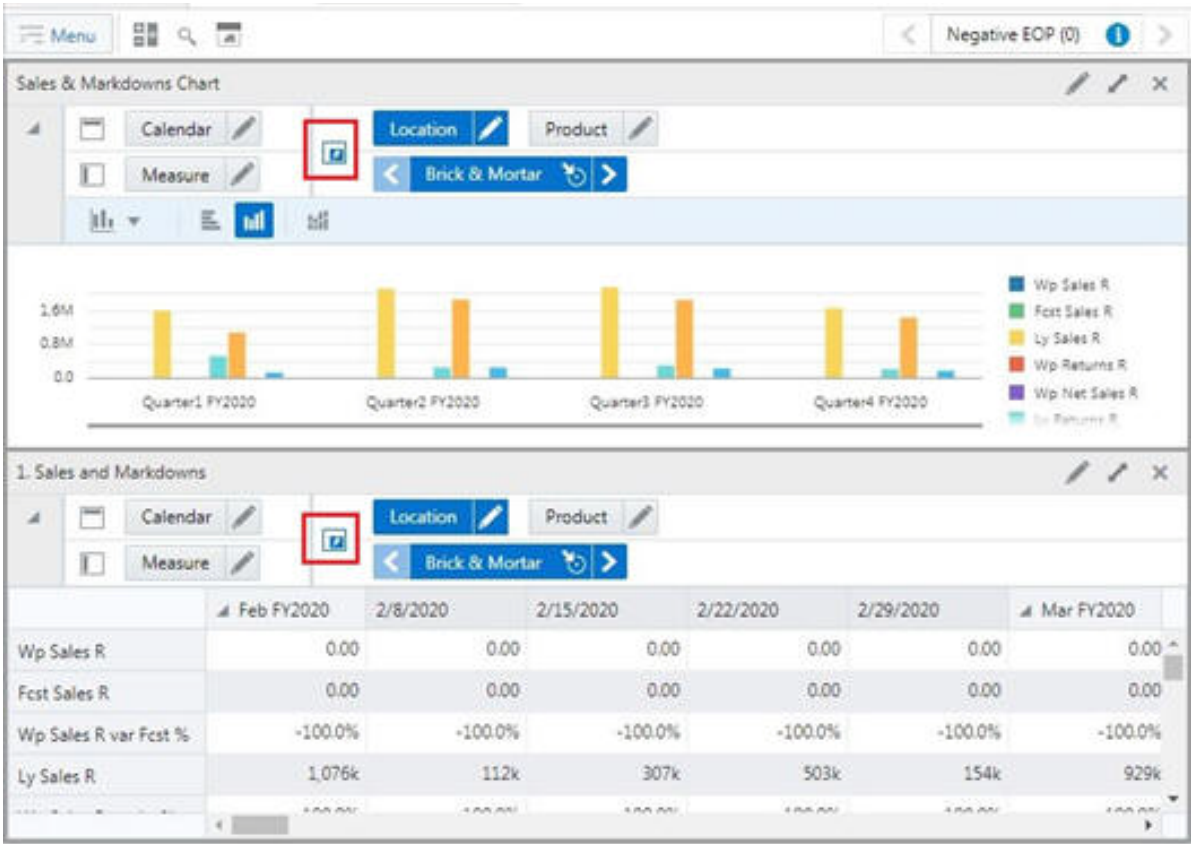 Menu Negative EOP (0)
Sales & Markdowns Chart
Calendar Location Product
Measure Brick & Mortar
1.6M
0.8M
0.0
Quarter1 FY2020 Quarter2 FY2020 Quarter3 FY2020 Quarter4 FY2020
Wp Sales R
Fcst Sales R
Ly Sales R
Wp Returns R
Wp Net Sales R
Ly Returns R
1. Sales and Markdowns
Calendar Location Product
Measure Brick & Mortar
Feb FY2020 2/8/2020 2/15/2020 2/22/2020 2/29/2020 Mar FY2020
Wp Sales R 0.00 0.00 0.00 0.00 0.00 0.00
Fcst Sales R 0.00 0.00 0.00 0.00 0.00 0.00
Wp Sales R var Fcst % -100.0% -100.0% -100.0% -100.0% -100.0% -100.0%
Ly Sales R 1,076k 112k 307k 503k 154k 929k